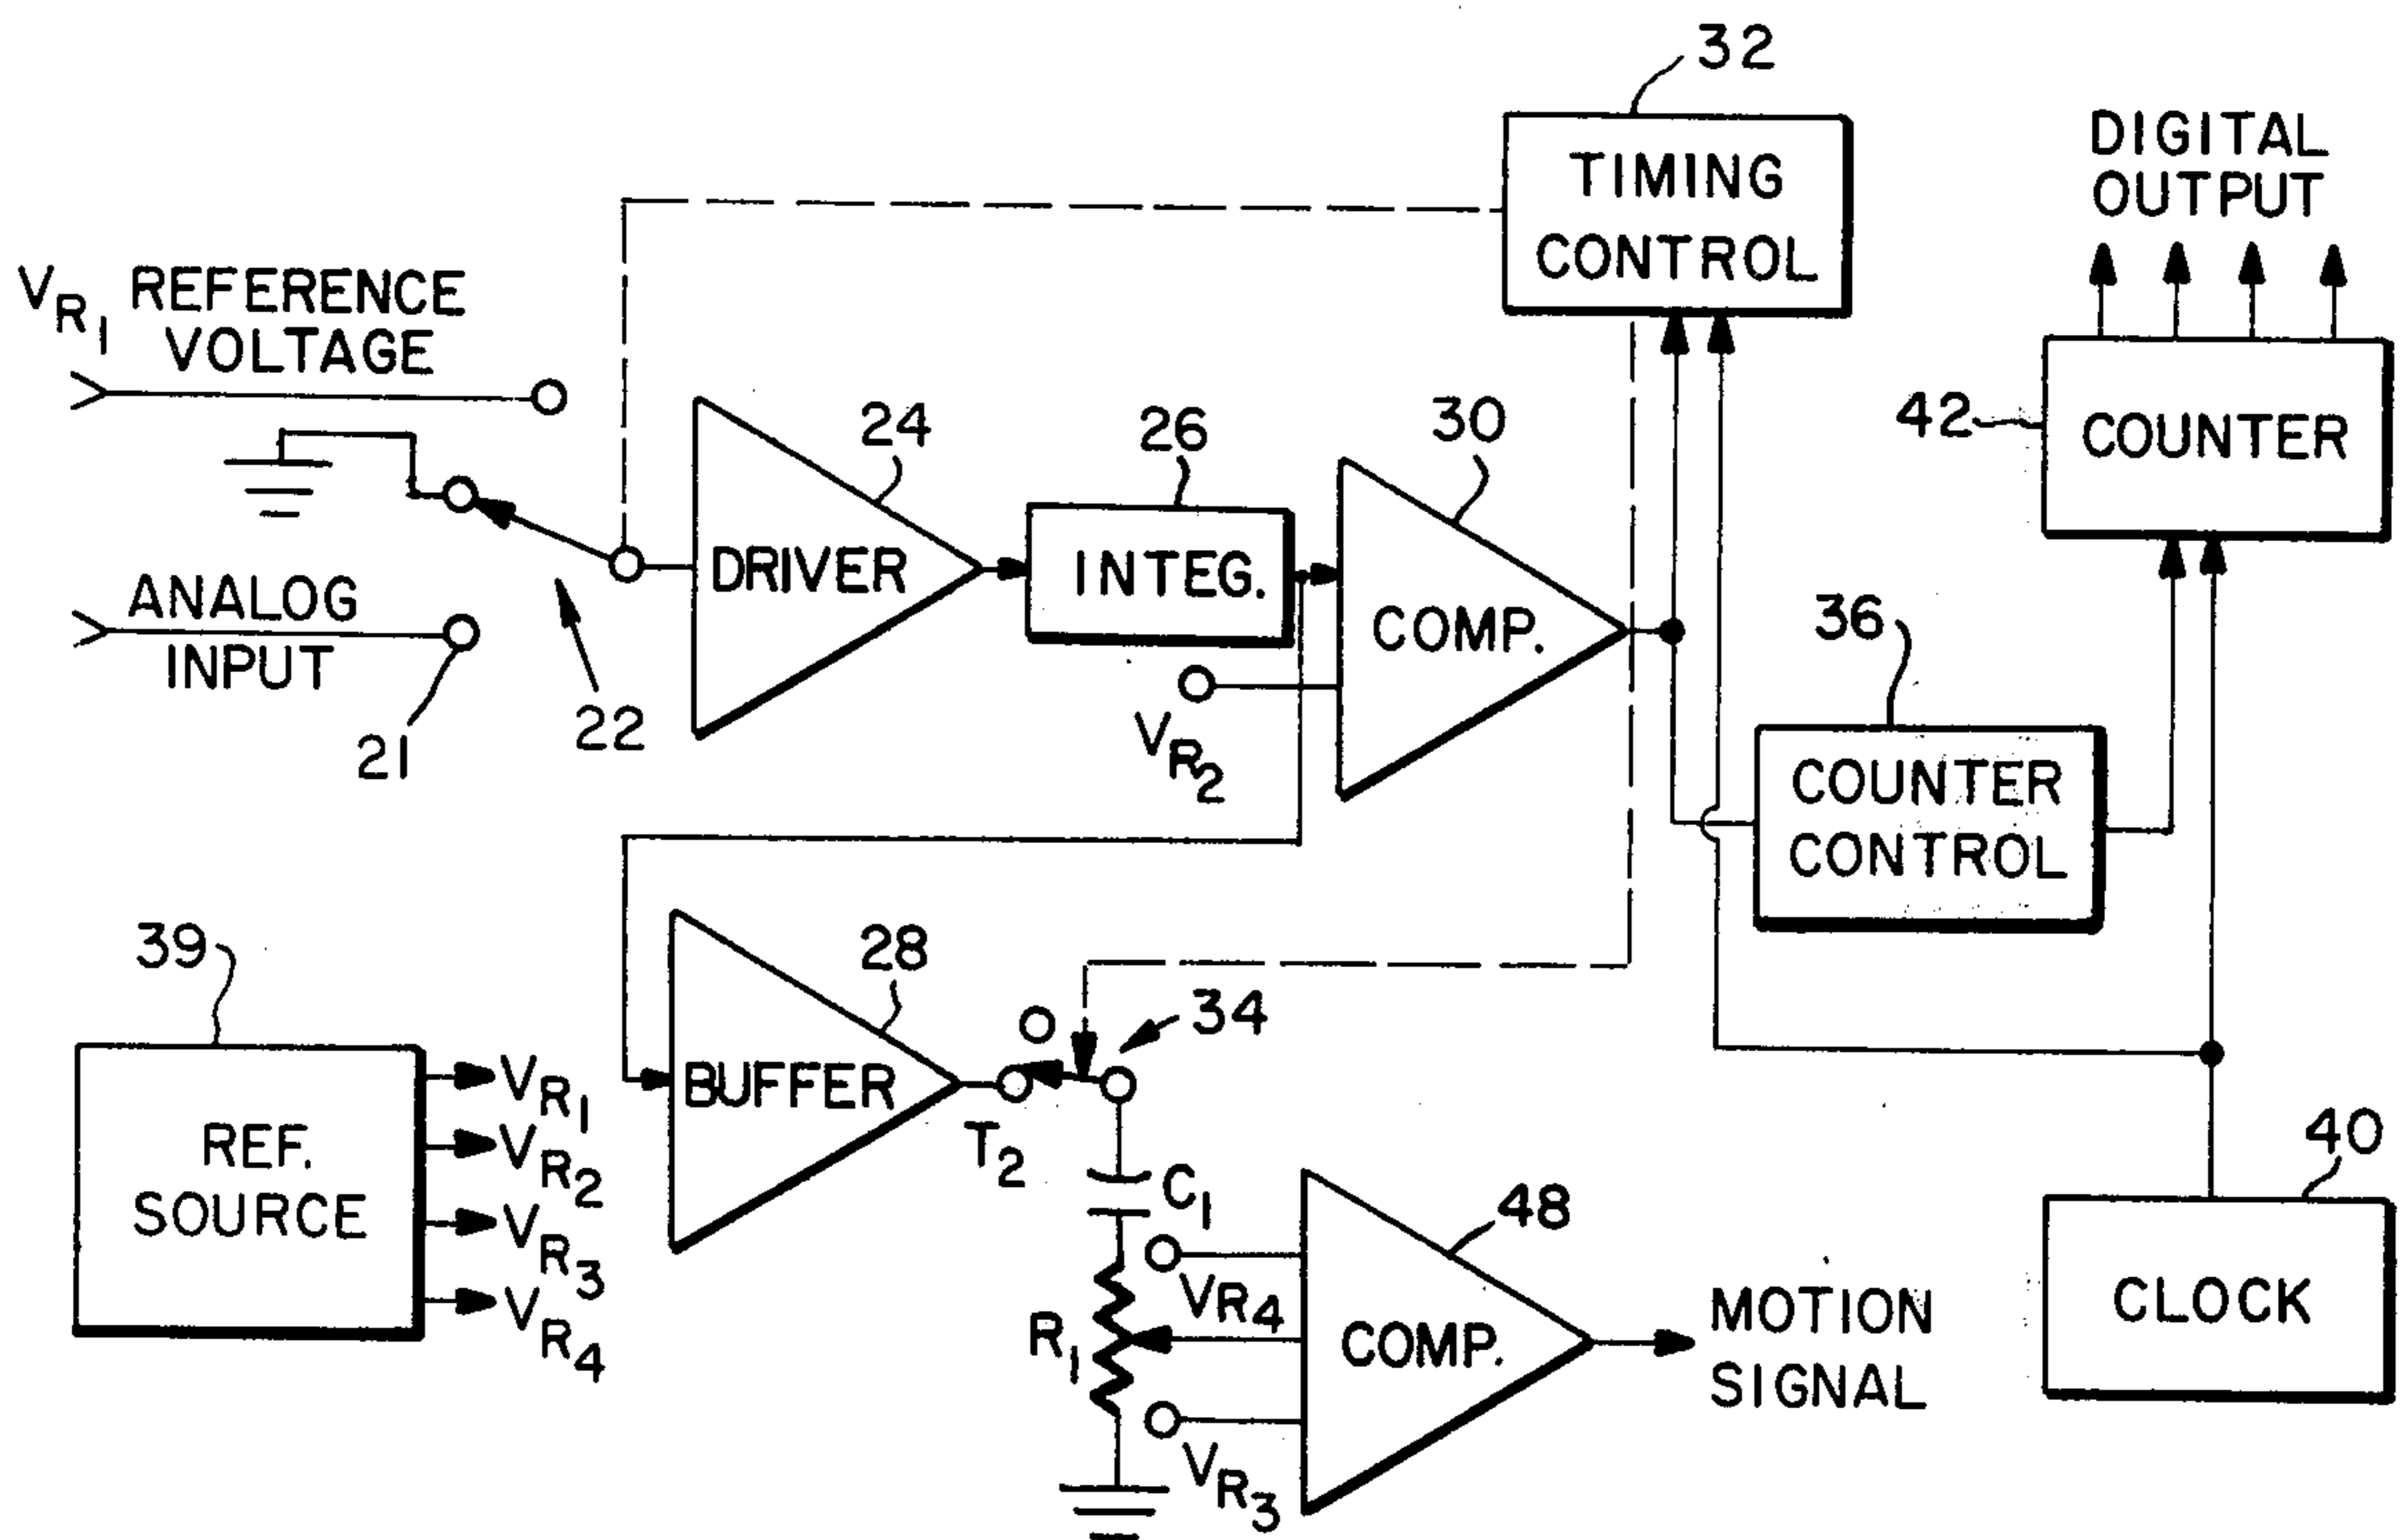 32
TIMING
CONTROL
DIGITAL
OUTPUT
VR1 REFERENCE
VOLTAGE
24
26
30
42
COUNTER
DRIVER
INTEG.
COMP.
ANALOG
INPUT
21
22
VR2
36
COUNTER
CONTROL
39
28
34
BUFFER
T2
REF.
SOURCE
VR1
VR2
VR3
VR4
C1
48
40
VR4
R1
COMP.
MOTION
SIGNAL
CLOCK
VR3